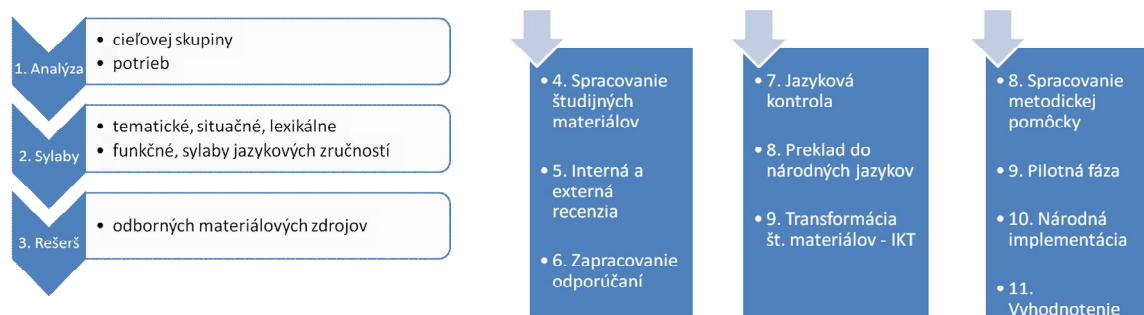 1. Analýza
• cieľovej skupiny
• potrieb
2. Sylaby
• tematické, situačné, lexikálne
• funkčné, sylaby jazykových zručností
3. Rešerš
• odborných materiálových zdrojov
• 4. Spracovanie
študijných
materiálov
• 5. Interná a
externá
recenzia
• 6. Zapracovanie
odporúčaní
• 7. Jazyková
kontrola
• 8. Preklad do
národných jazykov
• 9. Transformácia
št. materiálov - IKT
• 8. Spracovanie
metodickej
pomôcky
• 9. Pilotná fáza
• 10. Národná
implementácia
• 11.
Vyhodnotenie